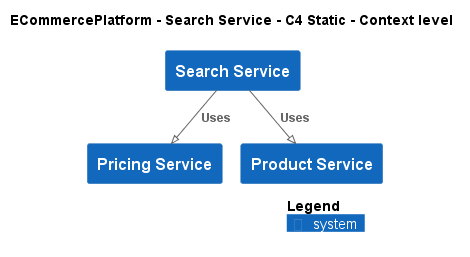 ECommercePlatform - Search Service - C4 Static - Context level
Search Service
Uses
Uses
Pricing Service
Product Service
Legend
system